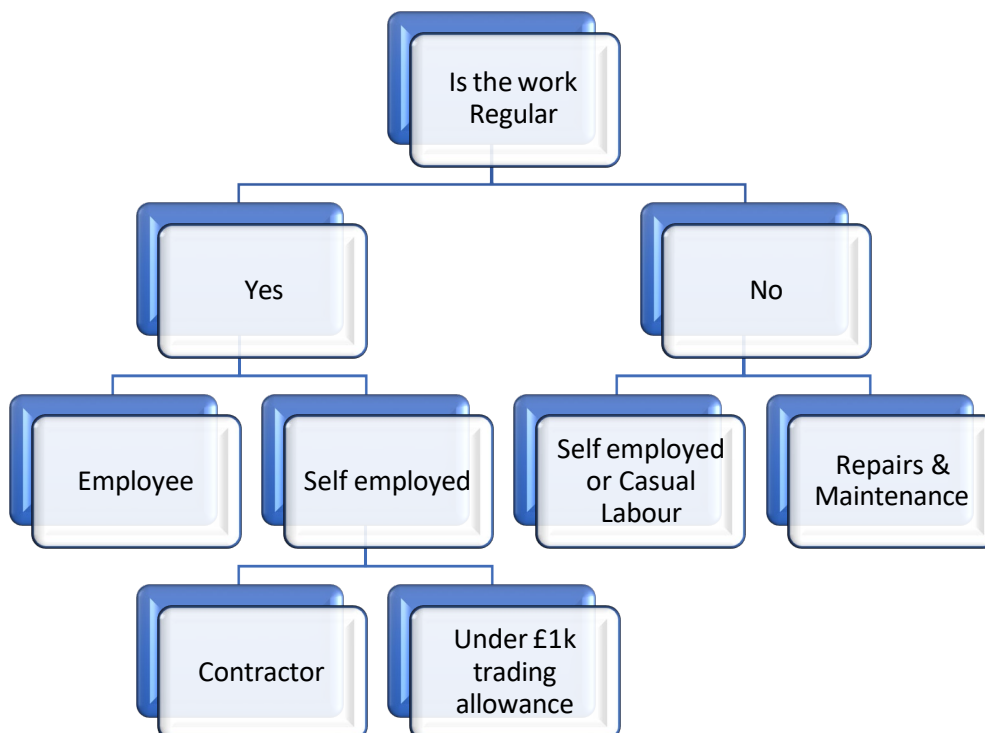 Is the work
Regular
Yes
No
Employee
Self employed
Self employed
or Casual
Labour
Repairs &
Maintenance
Contractor
Under £1k
trading
allowance